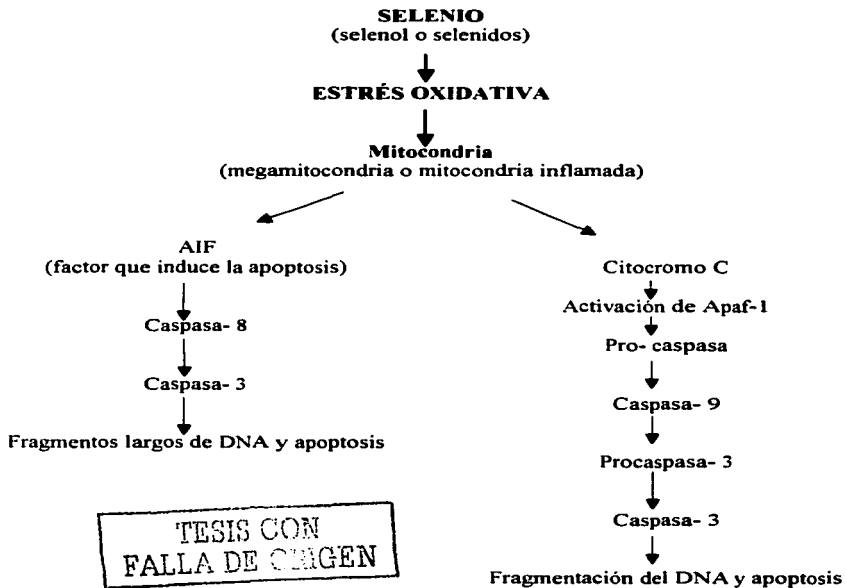 SELENIO
(selenol o selenidos)
ESTRÉS OXIDATIVA
Mitocondria
(megamitocondria o mitocondria inflamada)
AIF
(factor que induce la apoptosis)
Caspasa- 8
Caspasa- 3
Fragmentos largos de DNA y apoptosis
Citocromo C
Activación de Apaf-1
Pro- caspasa
Caspasa- 9
Procaspasa- 3
Caspasa- 3
Fragmentación del DNA y apoptosis
TESIS CON
FALLA DE ORIGEN